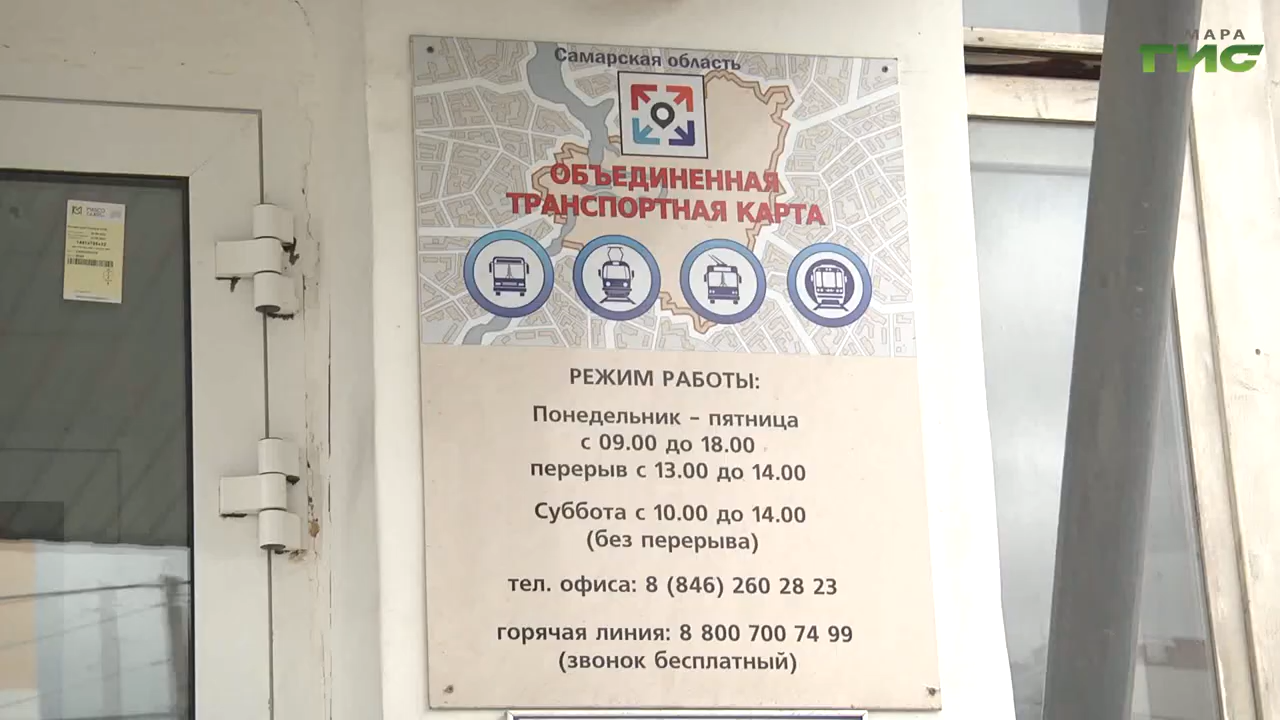 Самарская область
ОБЪЕДИНЕННАЯ
ТРАНСПОРТНАЯ КАРТА
РЕЖИМ РАБОТЫ:
Понедельник – пятница
с 09.00 до 18.00
перерыв с 13.00 до 14.00
Суббота с 10.00 до 14.00
(без перерыва)
тел. офиса: 8 (846) 260 28 23
горячая линия: 8 800 700 74 99
(звонок бесплатный)
МАРА
ГИС